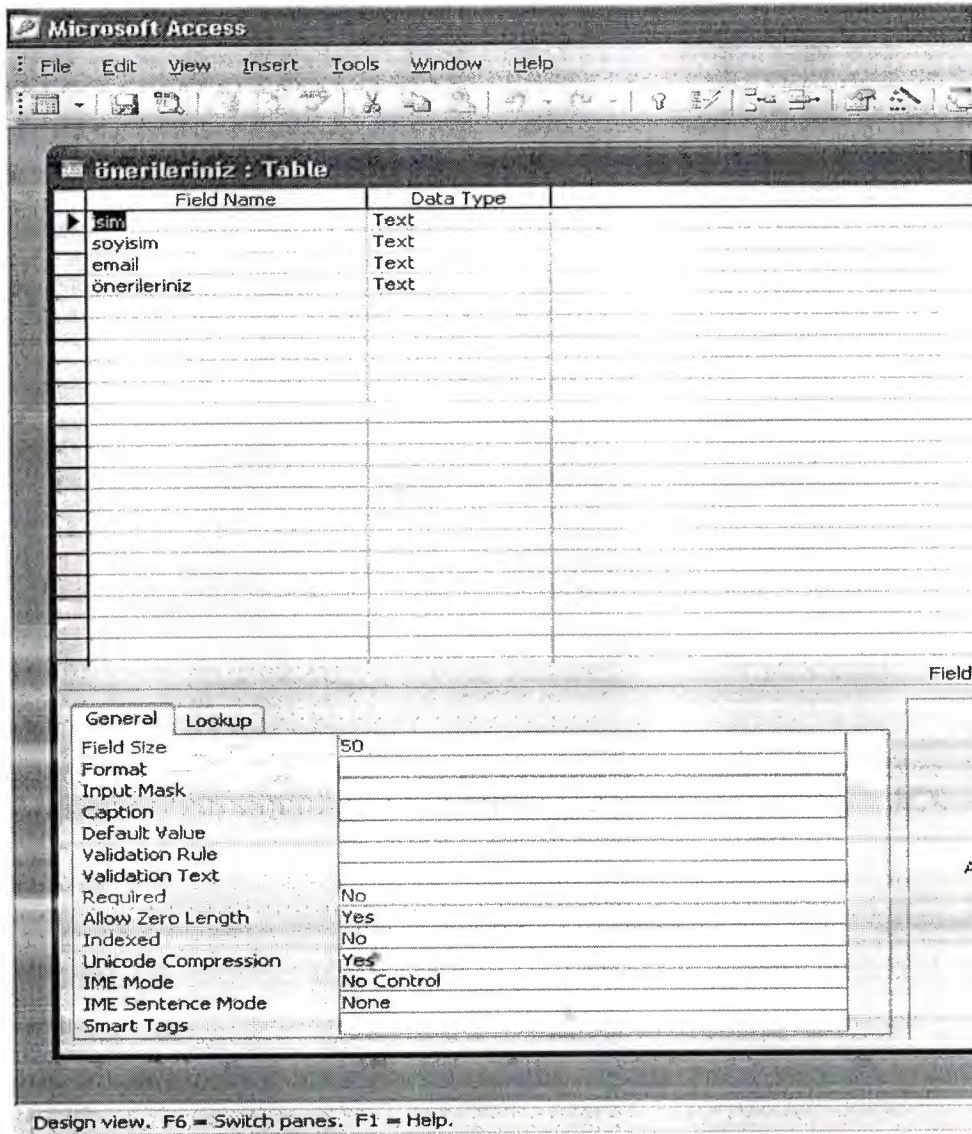 Microsoft Access
File Edit View Insert Tools Window Help
önerileriniz : Table
Field Name Data Type
isim Text
soyisim Text
email Text
önerileriniz Text
Field
General Lookup
Field Size 50
Format
Input Mask
Caption
Default Value
Validation Rule
Validation Text
A
Required No
Allow Zero Length Yes
Indexed No
Unicode Compression Yes
IME Mode No Control
IME Sentence Mode None
Smart Tags
Design view. F6 = Switch panes. F1 = Help.